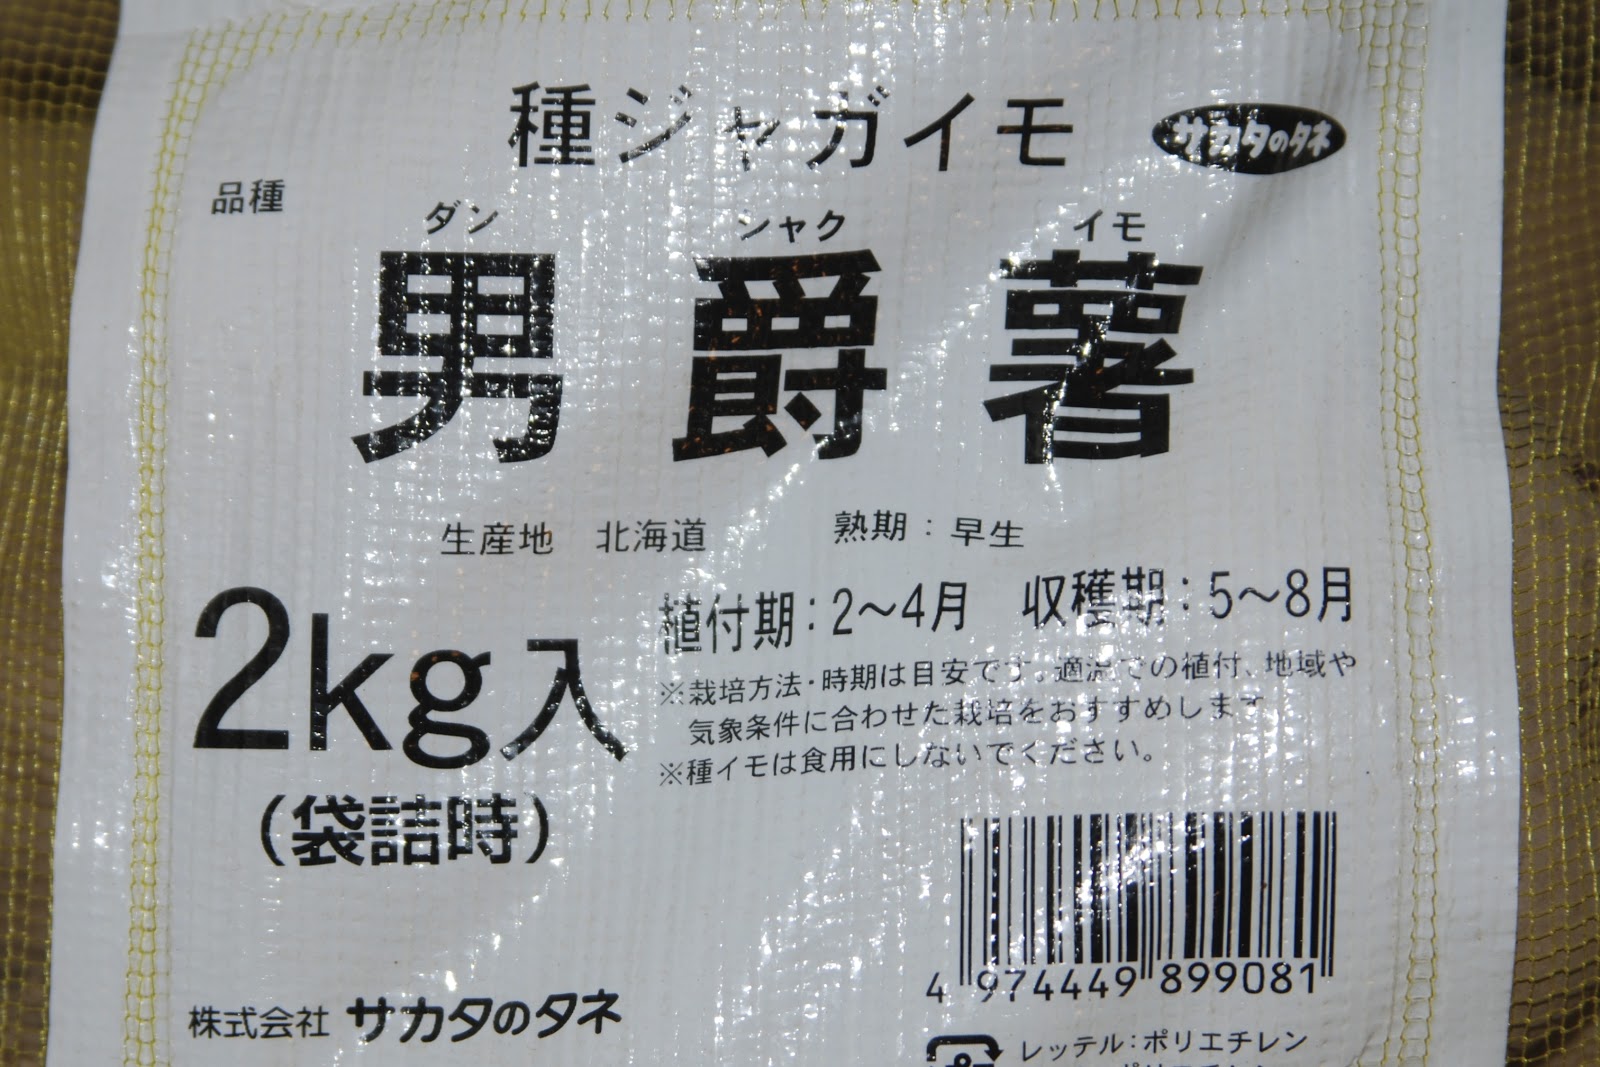 種ジャガイモ サカタのタネ
品種
ダン シャク イモ
男爵薯
生産地 北海道 熟期：早生
2kg入
(袋詰時)
植付期：2～4月 収穫期：5～8月
※栽培方法・時期は目安です。適温での植付、地域や
気象条件に合わせた栽培をおすすめします
※種イモは食用にしないでください。
4 974449 899081
株式会社 サカタのタネ
レッテル：ポリエチレン